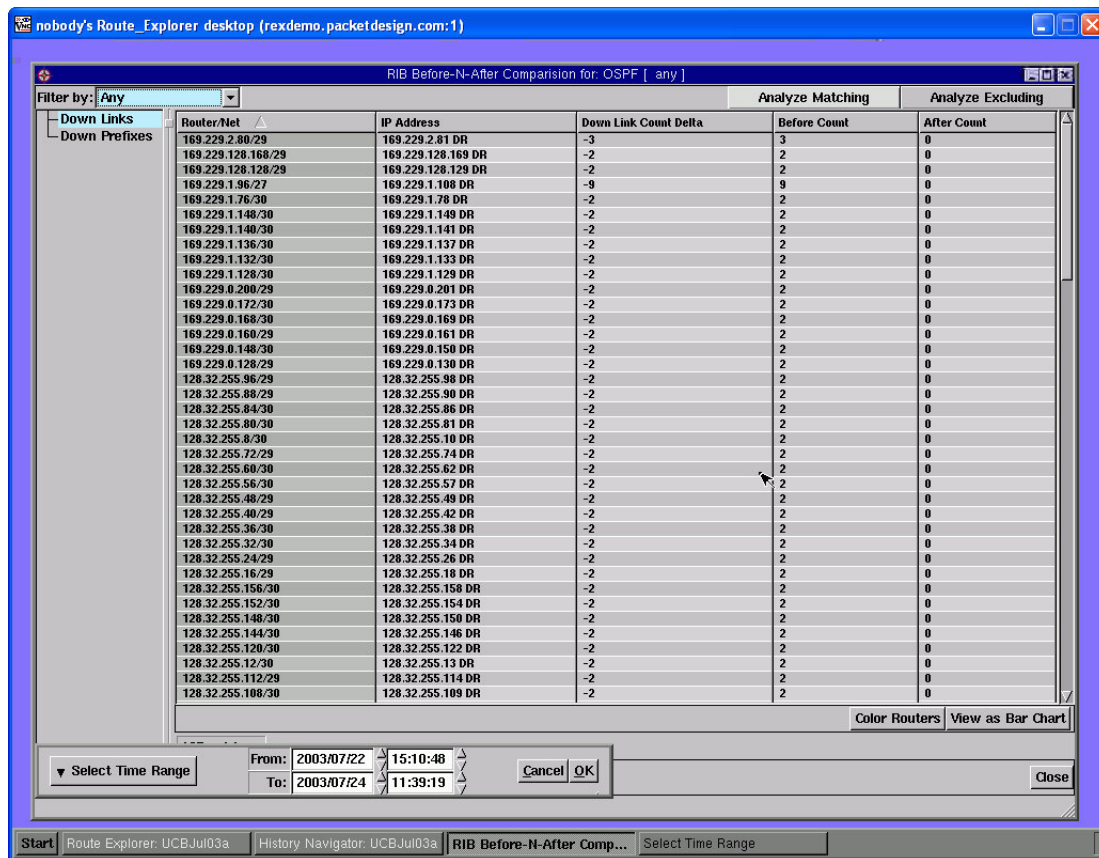 nobody's Route_Explorer desktop (rexdemo.packetdesign.com:1)
RIB Before-N-After Comparision for: OSPF [ any ]
Filter by: Any Analyze Matching Analyze Excluding
Down Links
Down Prefixes
Router/Net IP Address Down Link Count Delta Before Count After Count
169.229.2.80/29 169.229.2.81 DR -3 3 0
169.229.128.168/29 169.229.128.169 DR -2 2 0
169.229.128.128/29 169.229.128.129 DR -2 2 0
169.229.1.96/27 169.229.1.108 DR -9 9 0
169.229.1.76/30 169.229.1.78 DR -2 2 0
169.229.1.148/30 169.229.1.149 DR -2 2 0
169.229.1.140/30 169.229.1.141 DR -2 2 0
169.229.1.136/30 169.229.1.137 DR -2 2 0
169.229.1.132/30 169.229.1.133 DR -2 2 0
169.229.1.128/30 169.229.1.129 DR -2 2 0
169.229.0.200/29 169.229.0.201 DR -2 2 0
169.229.0.172/30 169.229.0.173 DR -2 2 0
169.229.0.168/30 169.229.0.169 DR -2 2 0
169.229.0.160/29 169.229.0.161 DR -2 2 0
169.229.0.148/30 169.229.0.150 DR -2 2 0
169.229.0.128/29 169.229.0.130 DR -2 2 0
128.32.255.96/29 128.32.255.98 DR -2 2 0
128.32.255.88/29 128.32.255.90 DR -2 2 0
128.32.255.84/30 128.32.255.86 DR -2 2 0
128.32.255.80/30 128.32.255.81 DR -2 2 0
128.32.255.8/30 128.32.255.10 DR -2 2 0
128.32.255.72/29 128.32.255.74 DR -2 2 0
128.32.255.60/30 128.32.255.62 DR -2 2 0
128.32.255.56/30 128.32.255.57 DR -2 2 0
128.32.255.48/29 128.32.255.49 DR -2 2 0
128.32.255.40/29 128.32.255.42 DR -2 2 0
128.32.255.36/30 128.32.255.38 DR -2 2 0
128.32.255.32/30 128.32.255.34 DR -2 2 0
128.32.255.24/29 128.32.255.26 DR -2 2 0
128.32.255.16/29 128.32.255.18 DR -2 2 0
128.32.255.156/30 128.32.255.158 DR -2 2 0
128.32.255.152/30 128.32.255.154 DR -2 2 0
128.32.255.148/30 128.32.255.150 DR -2 2 0
128.32.255.144/30 128.32.255.146 DR -2 2 0
128.32.255.120/30 128.32.255.122 DR -2 2 0
128.32.255.12/30 128.32.255.13 DR -2 2 0
128.32.255.112/29 128.32.255.114 DR -2 2 0
128.32.255.108/30 128.32.255.109 DR -2 2 0
Color Routers View as Bar Chart
Select Time Range From: 2003/07/22 15:10:48 Cancel OK
To: 2003/07/24 11:39:19
Close
Start Route Explorer: UCBJul03a History Navigator: UCBJul03a RIB Before-N-After Comp... Select Time Range